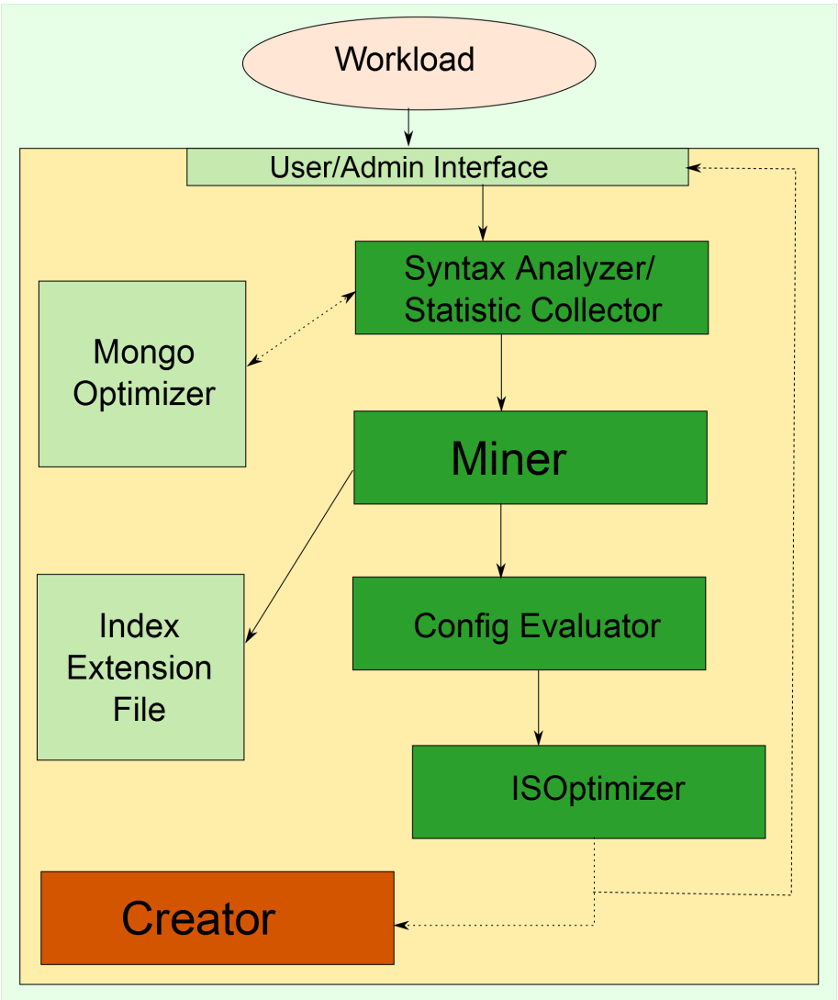 Workload
User/Admin Interface
Syntax Analyzer/
Statistic Collector
Mongo
Optimizer
Miner
Index
Extension
File
Config Evaluator
ISOptimizer
Creator